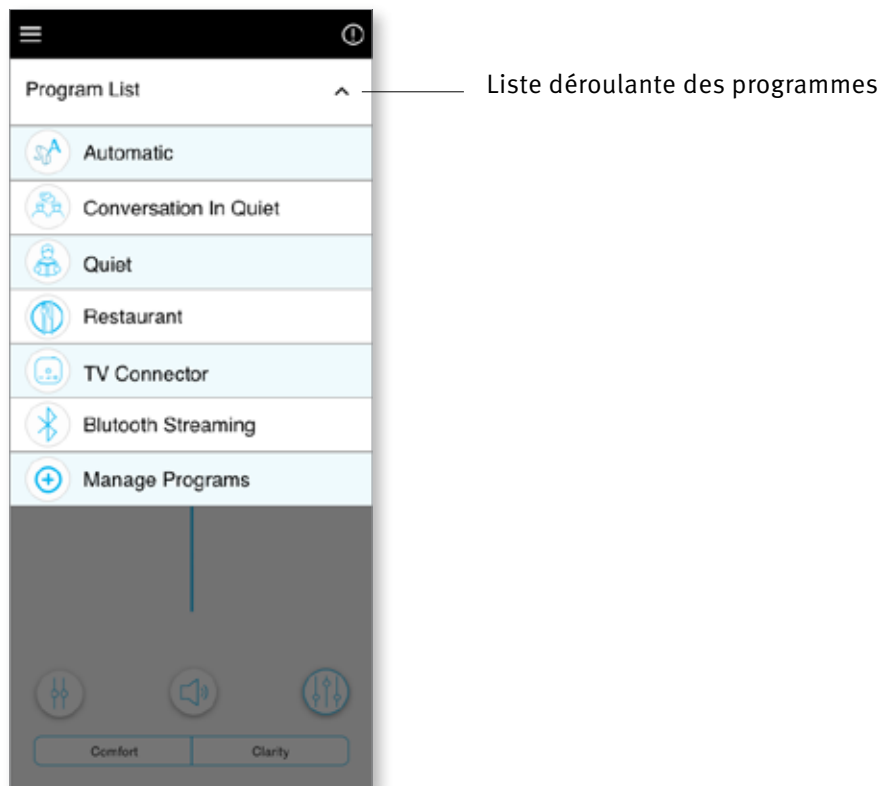 Program List
Liste déroulante des programmes
Automatic
Conversation In Quiet
Quiet
Restaurant
TV Connector
Blutooth Streaming
Manage Programs
Comfort
Clarity